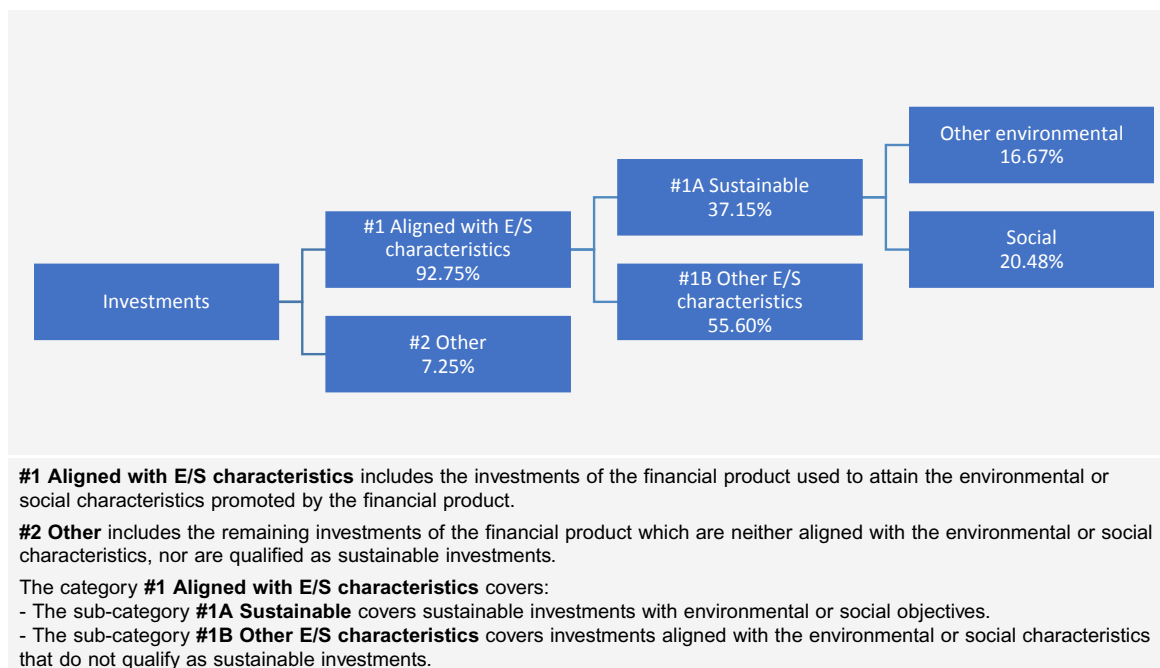 Investments
#1 Aligned with E/S
characteristics
92.75%
#2 Other
7.25%
#1A Sustainable
37.15%
#1B Other E/S
characteristics
55.60%
Other environmental
16.67%
Social
20.48%
#1 Aligned with E/S characteristics includes the investments of the financial product used to attain the environmental or
social characteristics promoted by the financial product.
#2 Other includes the remaining investments of the financial product which are neither aligned with the environmental or social
characteristics, nor are qualified as sustainable investments.
The category #1 Aligned with E/S characteristics covers:
- The sub-category #1A Sustainable covers sustainable investments with environmental or social objectives.
- The sub-category #1B Other E/S characteristics covers investments aligned with the environmental or social characteristics
that do not qualify as sustainable investments.